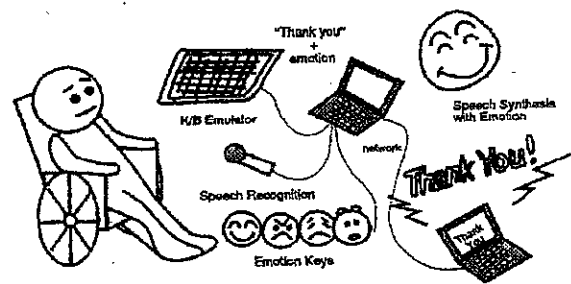 "Thank you"
+
emotion
K/B Emulator
Speech Synthesis
with Emotion
network
Thank You!
Speech Recognition
Thank
You
Emotion Keys